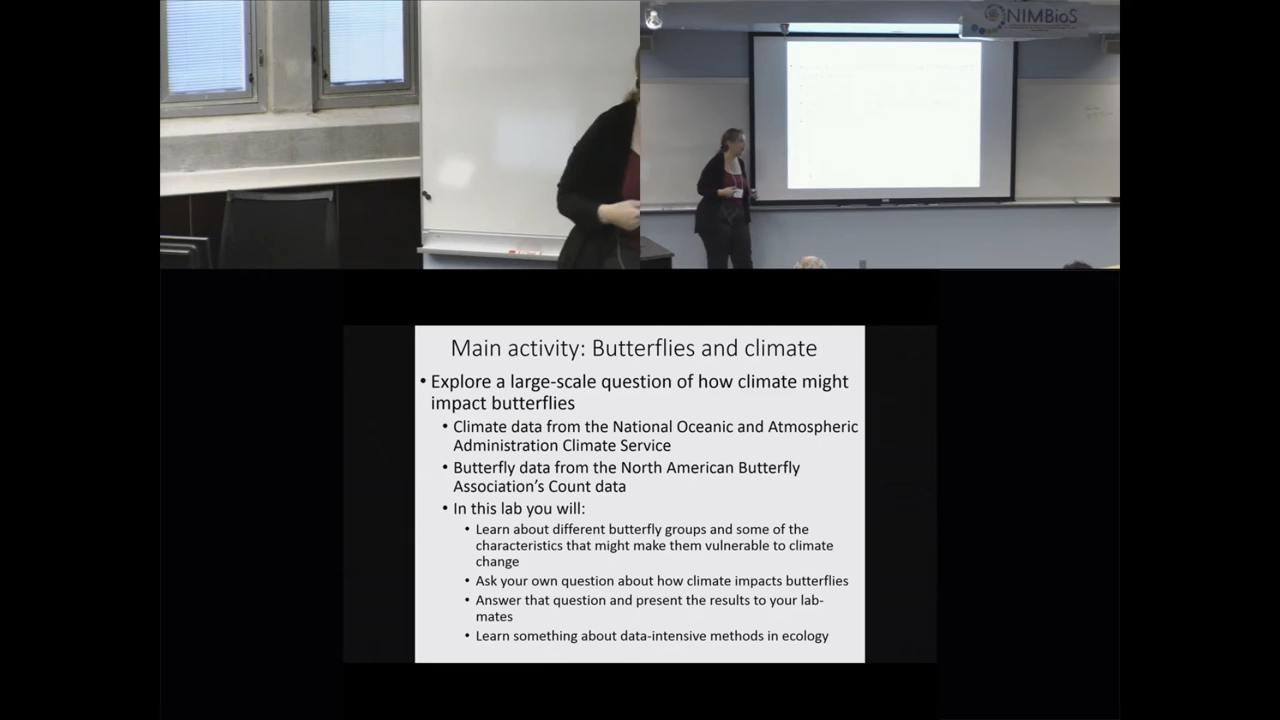 NIMBioS
Main activity: Butterflies and climate
• Explore a large-scale question of how climate might
impact butterflies
• Climate data from the National Oceanic and Atmospheric
Administration Climate Service
• Butterfly data from the North American Butterfly
Association's Count data
• In this lab you will:
• Learn about different butterfly groups and some of the
characteristics that might make them vulnerable to climate
change
• Ask your own question about how climate impacts butterflies
• Answer that question and present the results to your lab-
mates
• Learn something about data-intensive methods in ecology